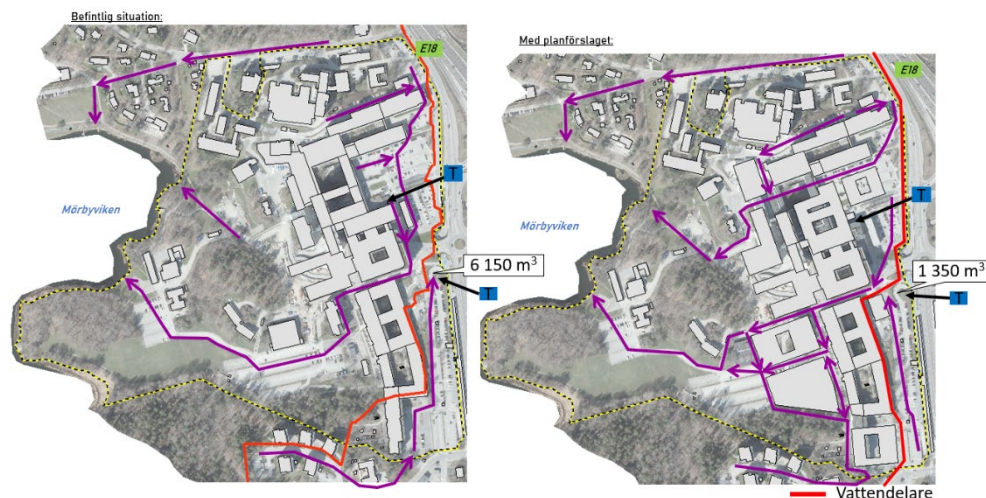 Befintlig situation:
E18
T
Mörbyviken
6 150 m³
T
Med planförslaget:
E18
T
Mörbyviken
1 350 m³
T
Vattendelare